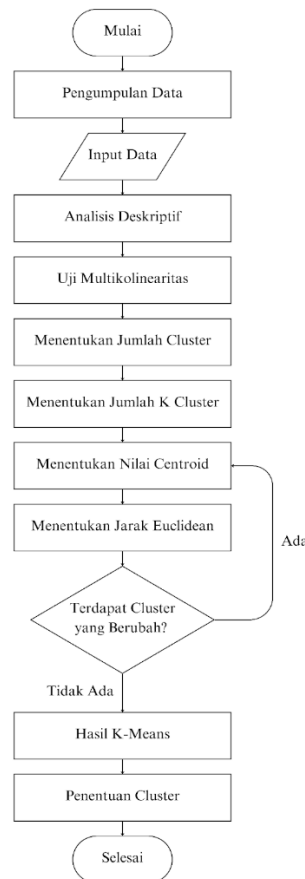 Mulai
Pengumpulan Data
Input Data
Analisis Deskriptif
Uji Multikolinearitas
Menentukan Jumlah Cluster
Menentukan Jumlah K Cluster
Menentukan Nilai Centroid
Menentukan Jarak Euclidean
Ada
Terdapat Cluster
yang Berubah?
Tidak Ada
Hasil K-Means
Penentuan Cluster
Selesai